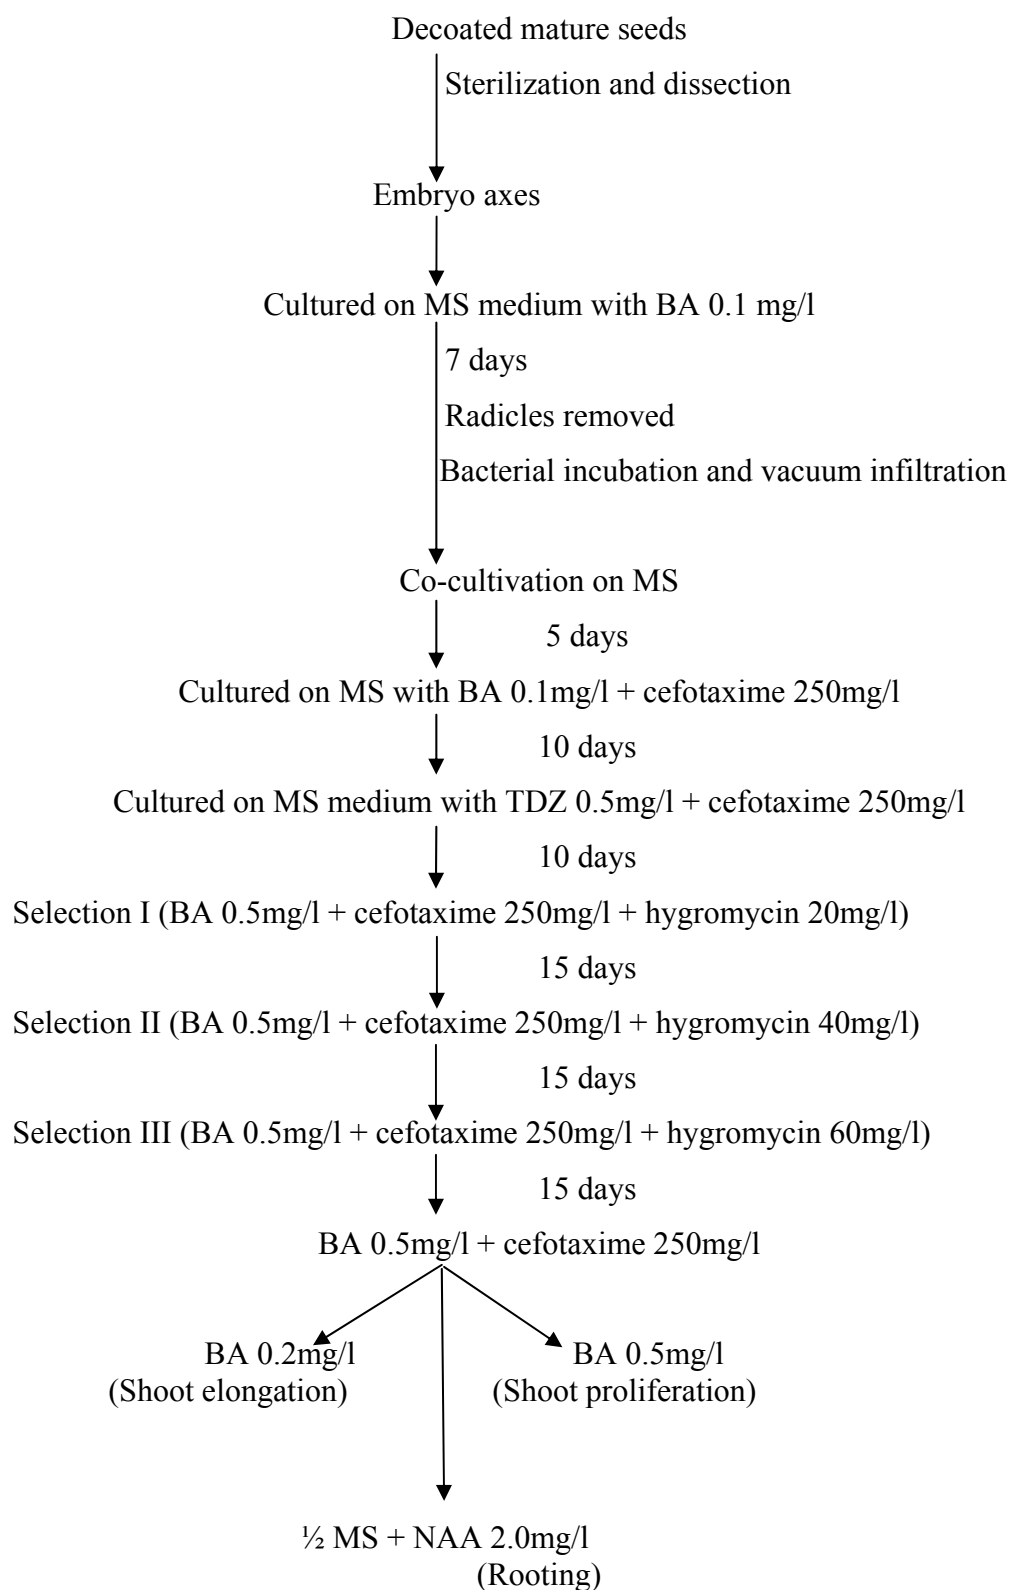 Decoated mature seeds
Sterilization and dissection
Embryo axes
Cultured on MS medium with BA 0.1 mg/l
7 days
Radicles removed
Bacterial incubation and vacuum infiltration
Co-cultivation on MS
5 days
Cultured on MS with BA 0.1mg/l + cefotaxime 250mg/l
10 days
Cultured on MS medium with TDZ 0.5mg/l + cefotaxime 250mg/l
10 days
Selection I (BA 0.5mg/l + cefotaxime 250mg/l + hygromycin 20mg/l)
15 days
Selection II (BA 0.5mg/l + cefotaxime 250mg/l + hygromycin 40mg/l)
15 days
Selection III (BA 0.5mg/l + cefotaxime 250mg/l + hygromycin 60mg/l)
15 days
BA 0.5mg/l + cefotaxime 250mg/l
BA 0.2mg/l
(Shoot elongation)
BA 0.5mg/l
(Shoot proliferation)
½ MS + NAA 2.0mg/l
(Rooting)